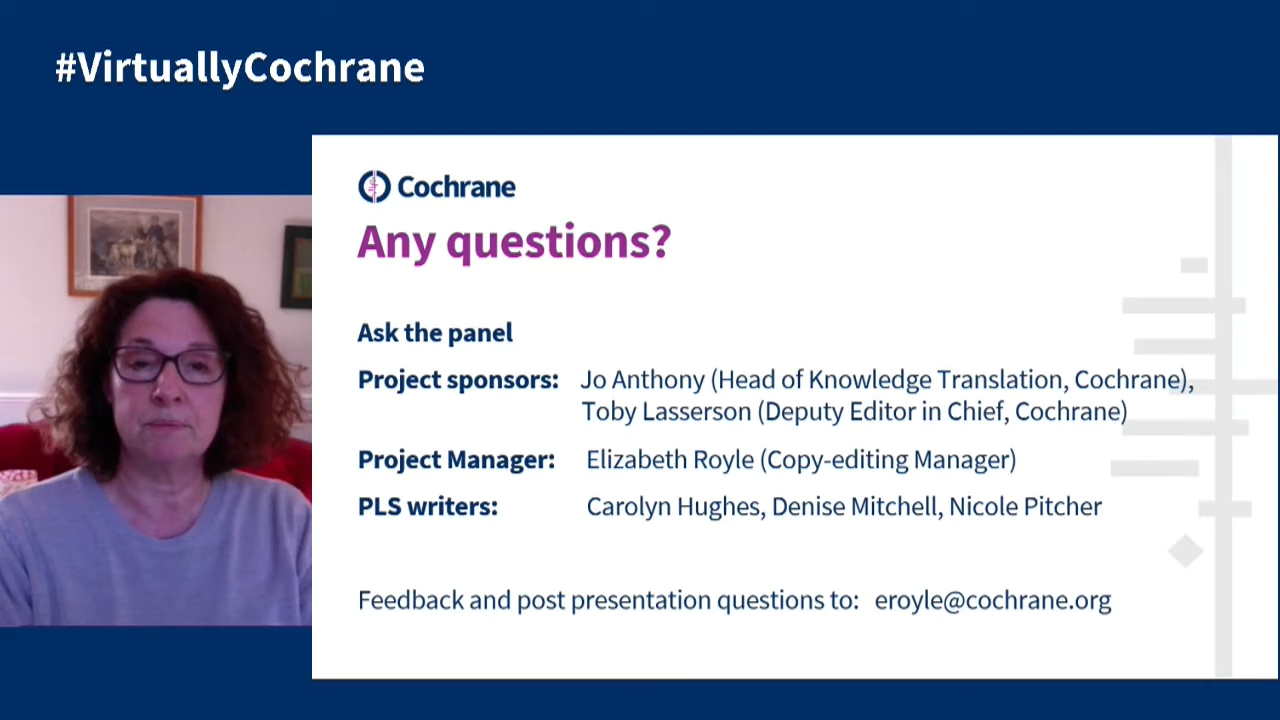 #VirtuallyCochrane
Cochrane
Any questions?
Ask the panel
Project sponsors: Jo Anthony (Head of Knowledge Translation, Cochrane),
Toby Lasserson (Deputy Editor in Chief, Cochrane)
Project Manager: Elizabeth Royle (Copy-editing Manager)
PLS writers: Carolyn Hughes, Denise Mitchell, Nicole Pitcher
Feedback and post presentation questions to: eroyle@cochrane.org